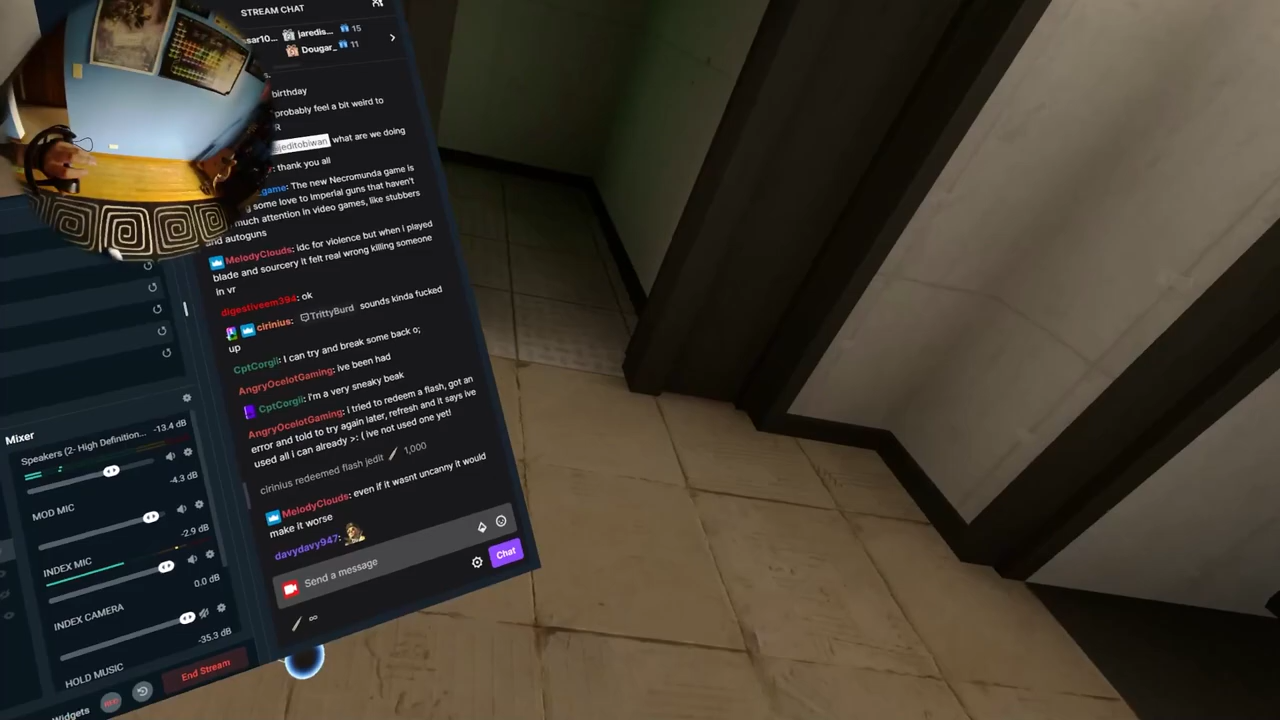 STREAM CHAT
sar10... jaredis... 15
Dougar_ 11
s.
birthday
probably feel a bit weird to
R
jeditobiwan what are we doing
: thank you all
game: The new Necromunda game is
some love to Imperial guns that haven't
much attention in video games, like stubbers
and autoguns
MelodyClouds: idc for violence but when i played
blade and sourcery it felt real wrong killing someone
in vr
digestiveem394: ok
cirinius: TrittyBurd sounds kinda fucked
up
CptCorgii: I can try and break some back o;
AngryOcelotGaming: ive been had
CptCorgii: I'm a very sneaky beak
AngryOcelotGaming: i tried to redeem a flash, got an
error and told to try again later, refresh and it says ive
used all i can already >: ( ive not used one yet!
cirinius redeemed flash jedit 1,000
MelodyClouds: even if it wasnt uncanny it would
make it worse
davydavy947:
Send a message
Chat
∞
Mixer
Speakers (2- High Definition... -13.4 dB
MOD MIC -4.3 dB
INDEX MIC -2.9 dB
INDEX CAMERA 0.0 dB
HOLD MUSIC -35.3 dB
Widgets REC End Stream